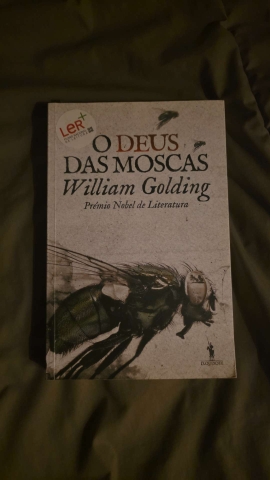 LER+
O DEUS
DAS MOSCAS
William Golding
Prémio Nobel de Literatura